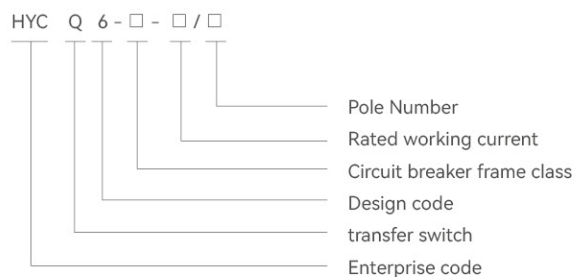 HYC Q 6 - □ - □ / □
Pole Number
Rated working current
Circuit breaker frame class
Design code
transfer switch
Enterprise code